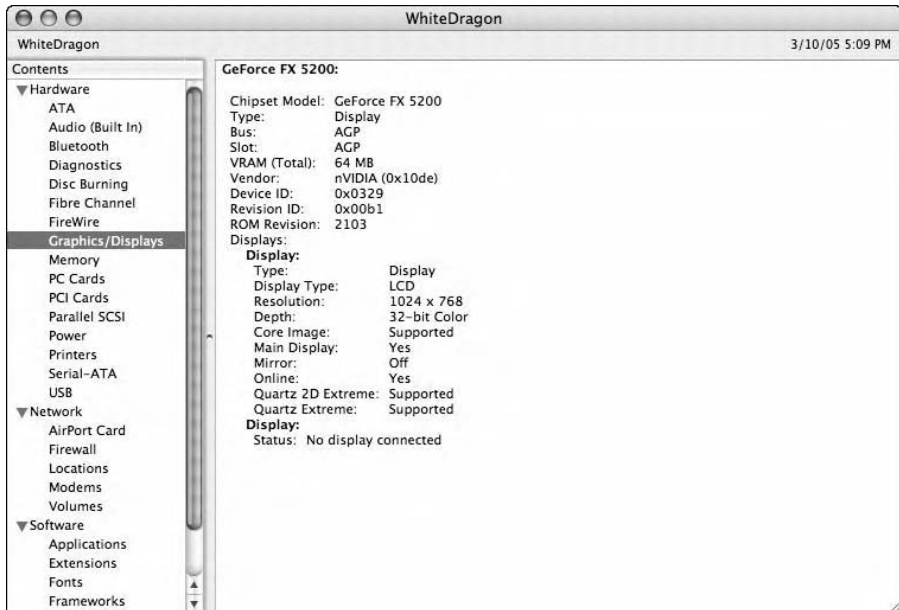 WhiteDragon
WhiteDragon
3/10/05 5:09 PM
Contents
Hardware
ATA
Audio (Built In)
Bluetooth
Diagnostics
Disc Burning
Fibre Channel
FireWire
Graphics/Displays
Memory
PC Cards
PCI Cards
Parallel SCSI
Power
Printers
Serial-ATA
USB
Network
AirPort Card
Firewall
Locations
Modems
Volumes
Software
Applications
Extensions
Fonts
Frameworks
GeForce FX 5200:
Chipset Model: GeForce FX 5200
Type: Display
Bus: AGP
Slot: AGP
VRAM (Total): 64 MB
Vendor: nVIDIA (0x10de)
Device ID: 0x0329
Revision ID: 0x00b1
ROM Revision: 2103
Displays:
Display:
Type: Display
Display Type: LCD
Resolution: 1024 x 768
Depth: 32-bit Color
Core Image: Supported
Main Display: Yes
Mirror: Off
Online: Yes
Quartz 2D Extreme: Supported
Quartz Extreme: Supported
Display:
Status: No display connected